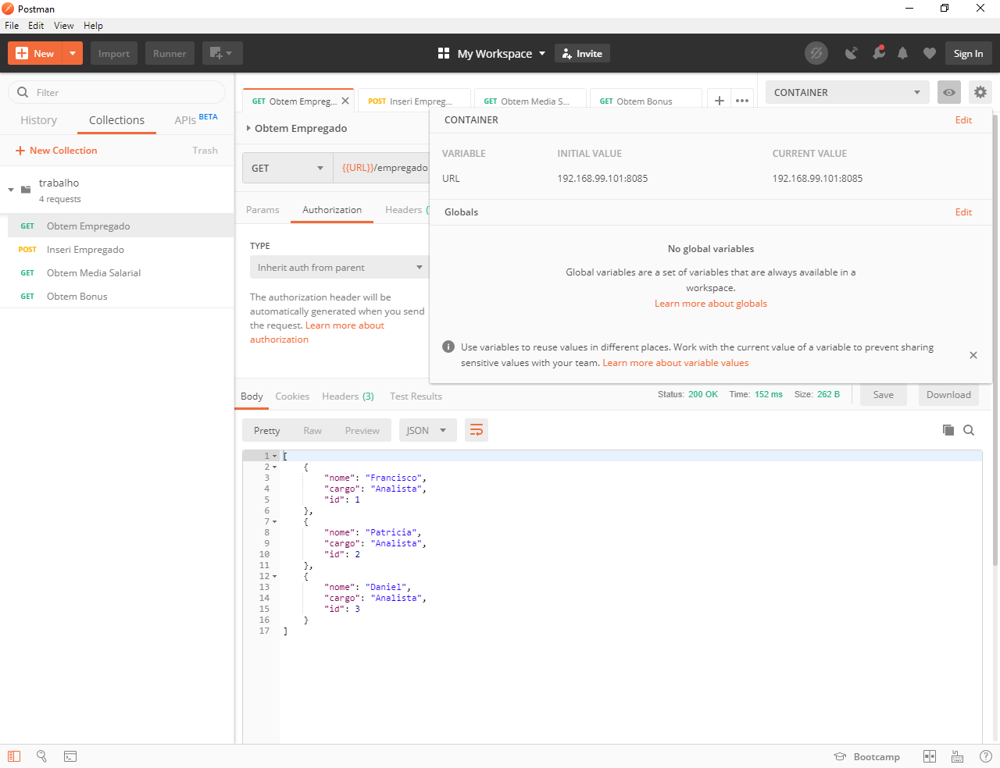 Postman
File Edit View Help
New Import Runner My Workspace Invite Sign In
Filter
History Collections APIs BETA
New Collection Trash
trabalho
4 requests
GET Obtem Empregado
POST Inseri Empregado
GET Obtem Media Salarial
GET Obtem Bonus
GET Obtem Empreg... POST Inseri Empreg... GET Obtem Media S... GET Obtem Bonus CONTAINER
Obtem Empregado
GET {{URL}}/empregado
Params Authorization Headers
TYPE
Inherit auth from parent
The authorization header will be
automatically generated when you send
the request. Learn more about
authorization
CONTAINER Edit
VARIABLE INITIAL VALUE CURRENT VALUE
URL 192.168.99.101:8085 192.168.99.101:8085
Globals Edit
No global variables
Global variables are a set of variables that are always available in a
workspace.
Learn more about globals
Use variables to reuse values in different places. Work with the current value of a variable to prevent sharing
sensitive values with your team. Learn more about variable values
Body Cookies Headers (3) Test Results Status: 200 OK Time: 152 ms Size: 262 B Save Download
Pretty Raw Preview JSON
1 [
2 {
3 "nome": "Francisco",
4 "cargo": "Analista",
5 "id": 1
6 },
7 {
8 "nome": "Patricia",
9 "cargo": "Analista",
10 "id": 2
11 },
12 {
13 "nome": "Daniel",
14 "cargo": "Analista",
15 "id": 3
16 }
17 ]
Bootcamp